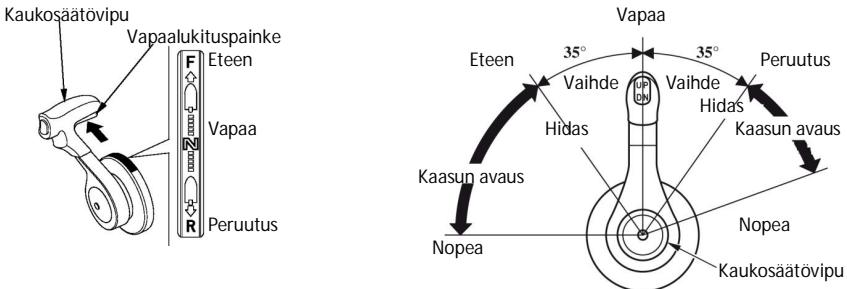 Kaukosäätövipu
Vapaalukituspainke
F
Eteen
Vapaa
N
R
Peruutus
Vapaa
35°
35°
Eteen
Peruutus
Vaihde
Vaihde
UP
DN
Hidas
Hidas
Kaasun avaus
Kaasun avaus
Nopea
Nopea
Kaukosäätövipu